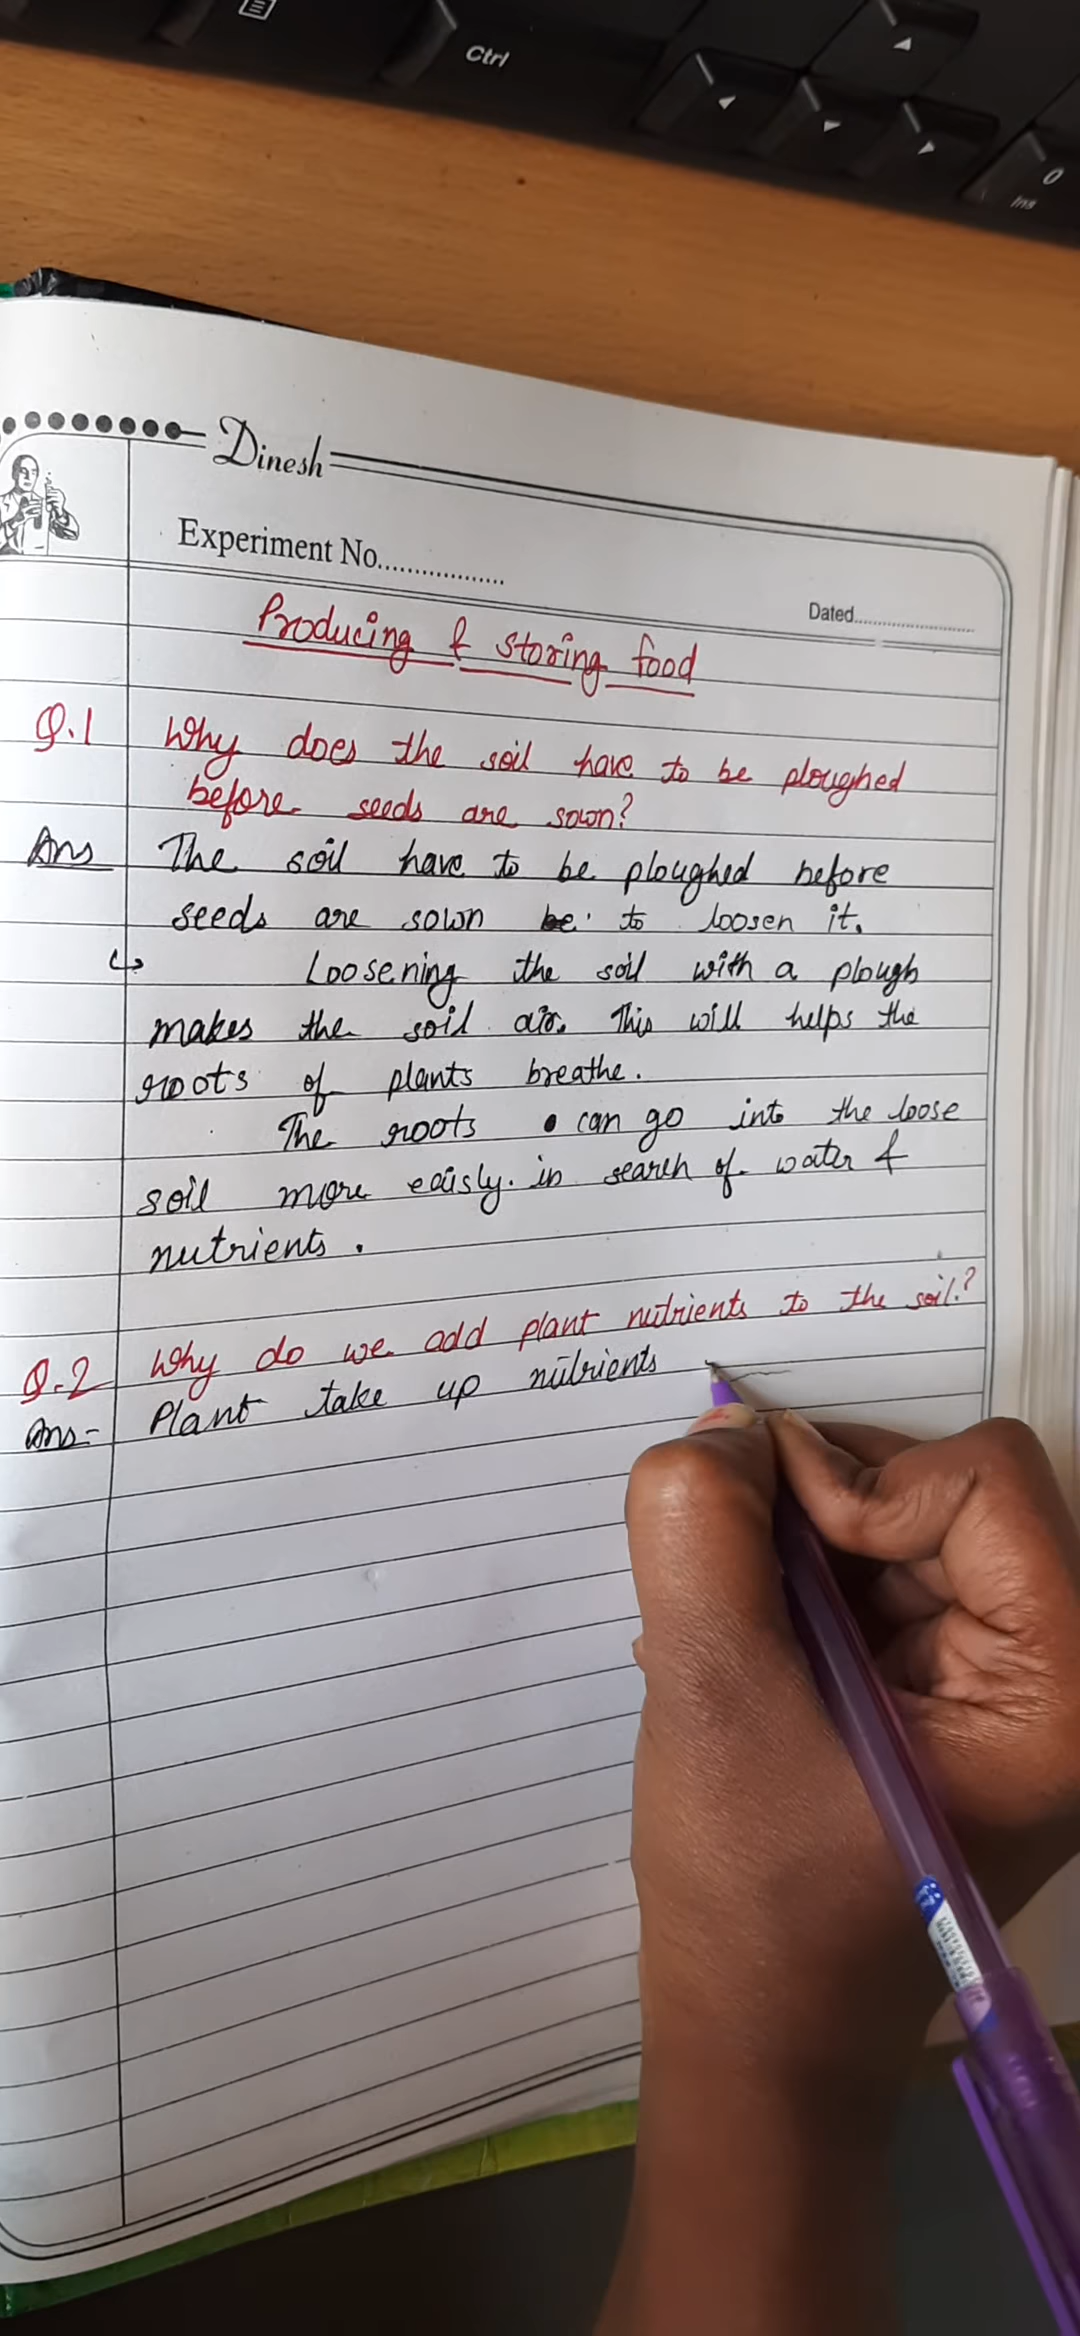 Ctrl
0
Ins
Dinesh
Experiment No..................
Dated..........................
Producing & storing food
Q.1 Why does the soil have to be ploughed
before seeds are sown?
Ans The soil have to be ploughed before
seeds are sown to loosen it.
Loosening the soil with a plough
makes the soil air. This will helps the
roots of plants breathe.
The roots can go into the loose
soil more eaisly. in search of water &
nutrients.
Q.2 Why do we add plant nutrients to the soil?
Ans- Plant take up nutrients